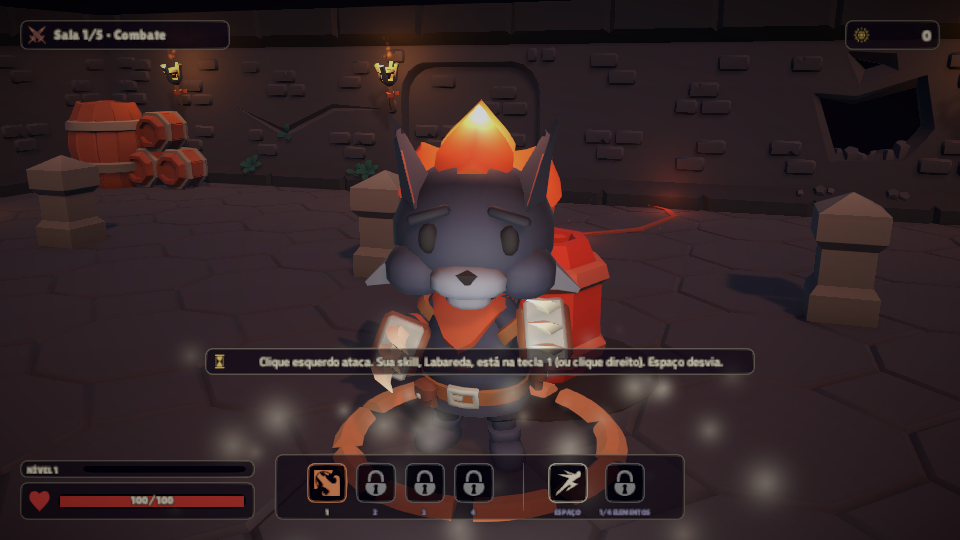 Sala 1/5 - Combate
0
Clique esquerdo ataca. Sua skill, Labareda, está na tecla 1 (ou clique direito). Espaço desvia.
NÍVEL 1
100/100
1
2
3
4
ESPAÇO
1/4 ELEMENTOS